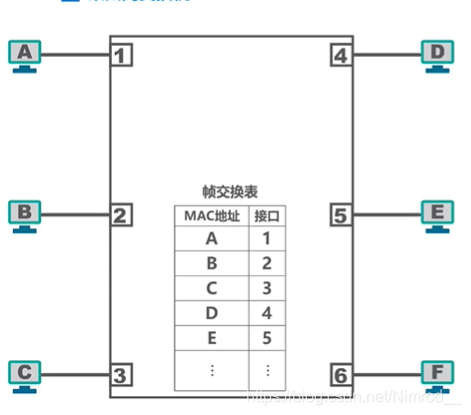 A 1 4 D
帧交换表
MAC地址 接口
A 1
B 2
B 2 5 E
C 3
D 4
E 5
⋮ ⋮
C 3 6 F
https://blog.csdn.net/Nimrod__